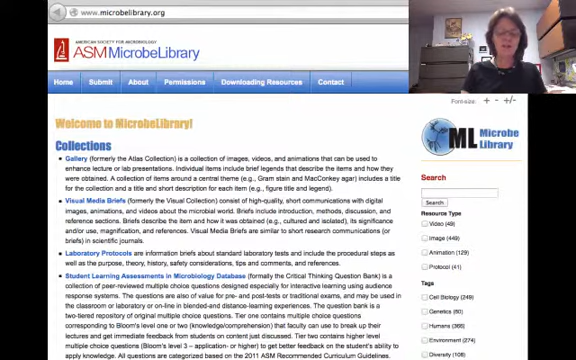 www.microbelibrary.org
AMERICAN SOCIETY FOR MICROBIOLOGY
ASM MicrobeLibrary
Home Submit About Permissions Downloading Resources Contact
Font-size: + - +/-
Welcome to MicrobeLibrary!
Collections
Gallery (formerly the Atlas Collection) is a collection of images, videos, and animations that can be used to
enhance lecture or lab presentations. Individual items include brief legends that describe the items and how they
were obtained. A collection of items around a central theme (e.g., Gram stain and MacConkey agar) includes a title
for the collection and a title and short description for each item (e.g., figure title and legend).
Visual Media Briefs (formerly the Visual Collection) consist of high-quality, short communications with digital
images, animations, and videos about the microbial world. Briefs include introduction, methods, discussion, and
reference sections. Briefs describe the item and how it was obtained (e.g., cultured and isolated), its significance
and/or use, magnification, and references. Visual Media Briefs are similar to short research communications (or
briefs) in scientific journals.
Laboratory Protocols are information briefs about standard laboratory tests and include the procedural steps as
well as the purpose, theory, history, safety considerations, tips and comments, and references.
Student Learning Assessments in Microbiology Database (formally the Critical Thinking Question Bank) is a
collection of peer-reviewed multiple choice questions designed especially for interactive learning using audience
response systems. The questions are also of value for pre- and post-tests or traditional exams, and may be used in
the classroom or laboratory or on-line in blended-and distance-learning experiences. The question bank is a
two-tiered repository of original multiple choice questions. Tier one contains multiple choice questions
corresponding to Bloom's level one or two (knowledge/comprehension) that faculty can use to break up their
lectures and get immediate feedback from students on content just discussed. Tier two contains higher level
multiple choice questions (Bloom's level 3 – application- or higher) to get better feedback on the student's ability to
apply knowledge. All questions are categorized based on the 2011 ASM Recommended Curriculum Guidelines.
ML Microbe
Library
Search
Search
Resource Type
Video (49)
Image (449)
Animation (129)
Protocol (41)
Tags
Cell Biology (249)
Genetics (60)
Humans (366)
Environment (274)
Diversity (108)